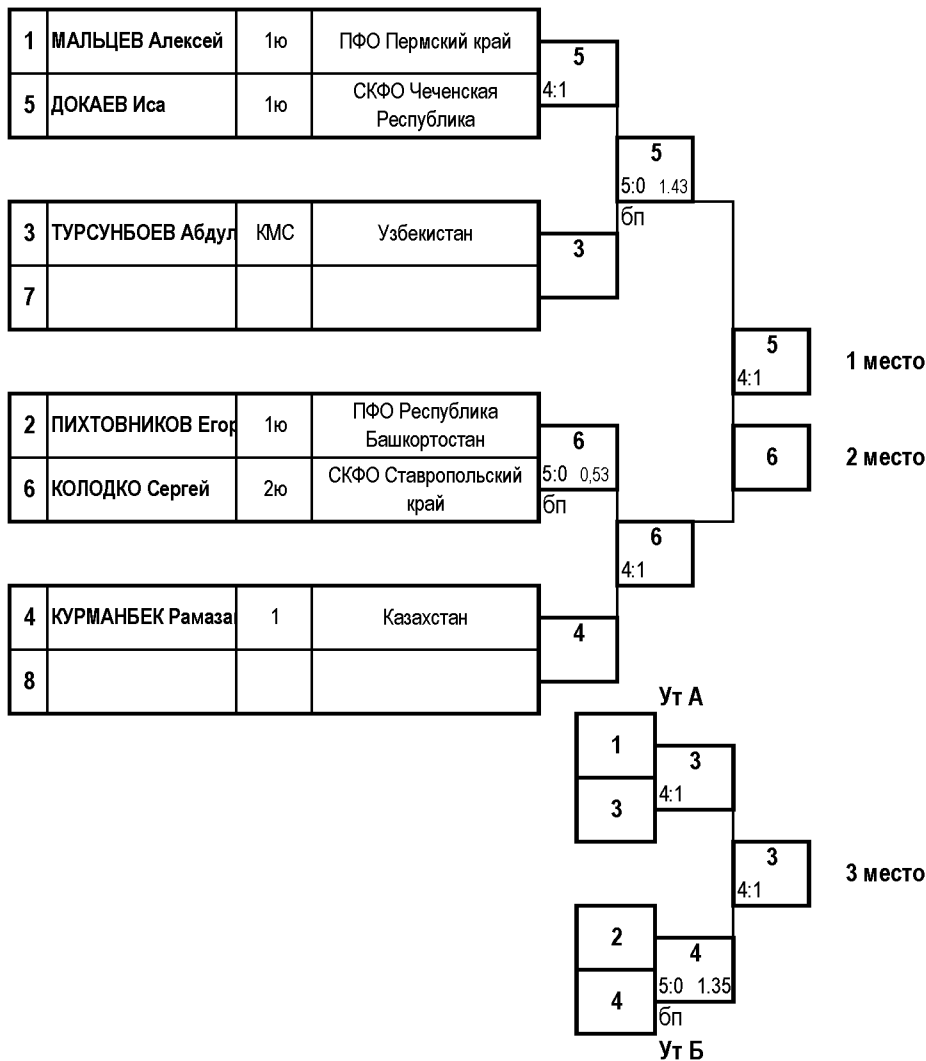 1 МАЛЬЦЕВ Алексей 1ю ПФО Пермский край
5
4:1
5 ДОКАЕВ Иса 1ю СКФО Чеченская
Республика
5
5:0 1.43
бп
3 ТУРСУНБОЕВ Абдул КМС Узбекистан
3
7
5
4:1
1 место
2 ПИХТОВНИКОВ Егор 1ю ПФО Республика
Башкортостан
6
5:0 0,53
бп
6
2 место
6 КОЛОДКО Сергей 2ю СКФО Ставропольский
край
6
4:1
4 КУРМАНБЕК Рамаза 1 Казахстан
4
8
Ут А
1
3
4:1
3
3
4:1
3 место
2
4
5:0 1.35
бп
4
Ут Б